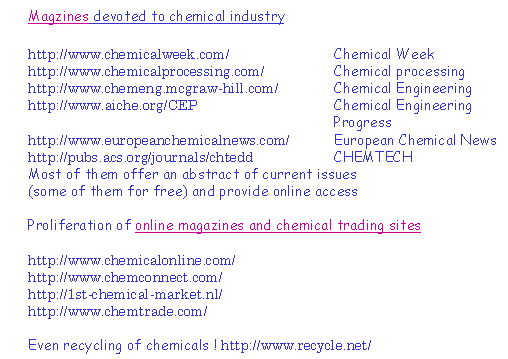 Magzines devoted to chemical industry
http://www.chemicalweek.com/ Chemical Week
http://www.chemicalprocessing.com/ Chemical processing
http://www.chemeng.mcgraw-hill.com/ Chemical Engineering
http://www.aiche.org/CEP Chemical Engineering
Progress
http://www.europeanchemicalnews.com/ European Chemical News
http://pubs.acs.org/journals/chtedd CHEMTECH
Most of them offer an abstract of current issues
(some of them for free) and provide online access
Proliferation of online magazines and chemical trading sites
http://www.chemicalonline.com/
http://www.chemconnect.com/
http://1st-chemical-market.nl/
http://www.chemtrade.com/
Even recycling of chemicals ! http://www.recycle.net/